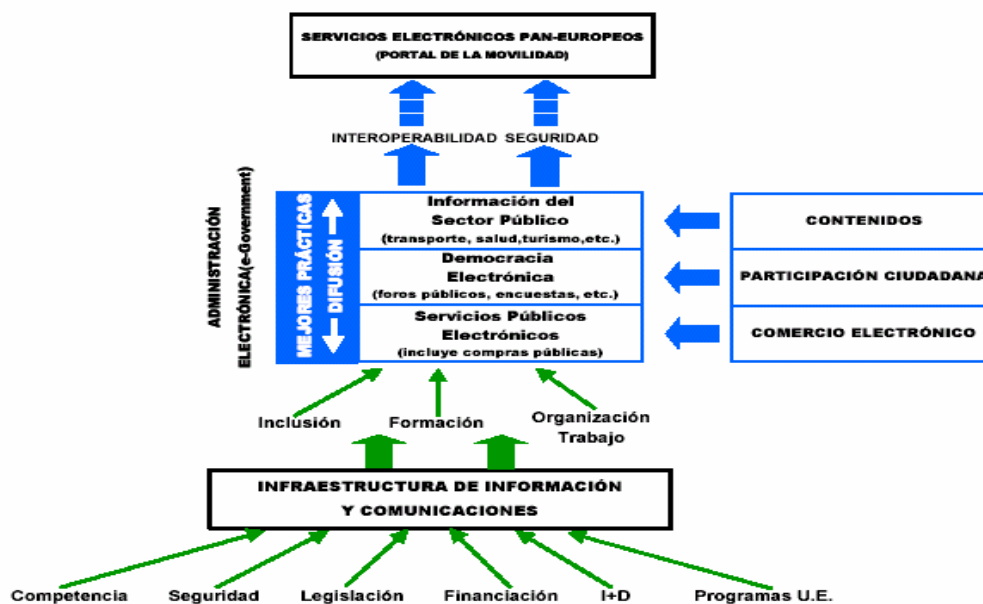 SERVICIOS ELECTRÓNICOS PAN-EUROPEOS
(PORTAL DE LA MOVILIDAD)
INTEROPERABILIDAD SEGURIDAD
ADMINISTRACIÓN
ELECTRÓNICA(e-Government)
MEJORES PRÁCTICAS
DIFUSIÓN
Información del
Sector Público
(transporte, salud,turismo,etc.)
Democracia
Electrónica
(foros públicos, encuestas, etc.)
Servicios Públicos
Electrónicos
(incluye compras públicas)
CONTENIDOS
PARTICIPACIÓN CIUDADANA
COMERCIO ELECTRÓNICO
Inclusión
Formación
Organización
Trabajo
INFRAESTRUCTURA DE INFORMACIÓN
Y COMUNICACIONES
Competencia
Seguridad
Legislación
Financiación
I+D
Programas U.E.